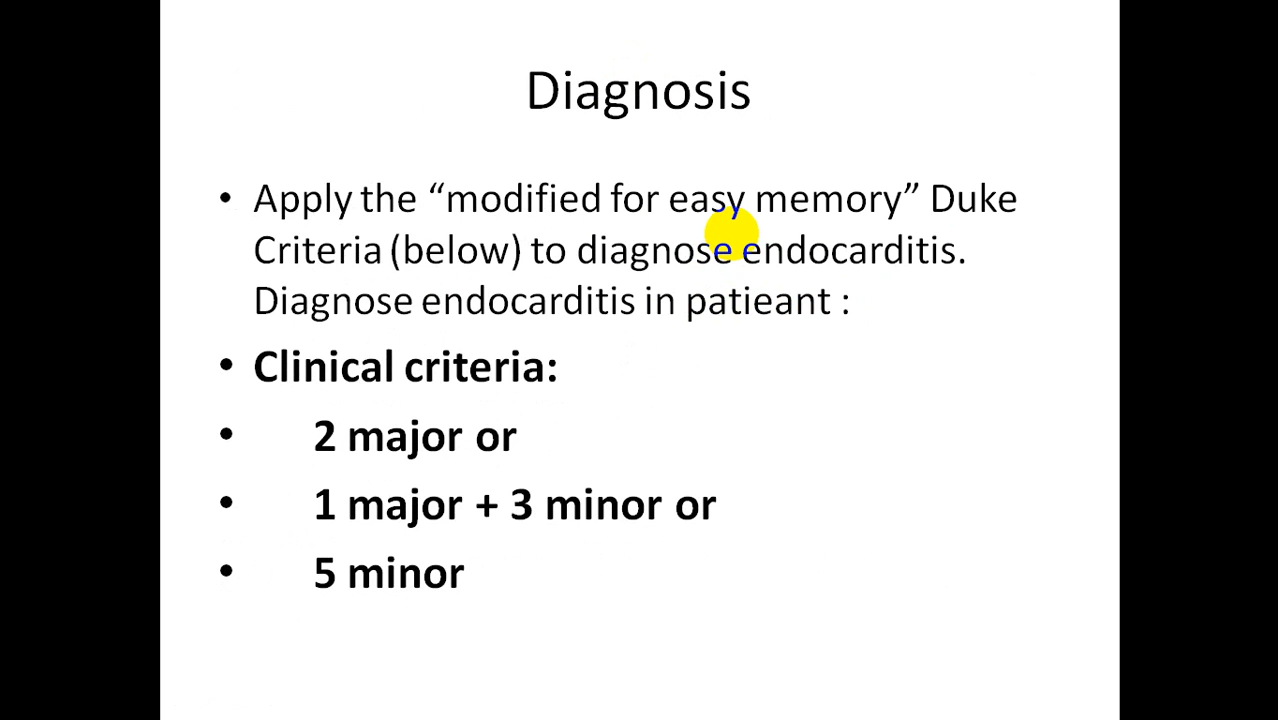 Diagnosis
• Apply the “modified for easy memory” Duke
Criteria (below) to diagnose endocarditis.
Diagnose endocarditis in patieant :
• Clinical criteria:
• 2 major or
• 1 major + 3 minor or
• 5 minor